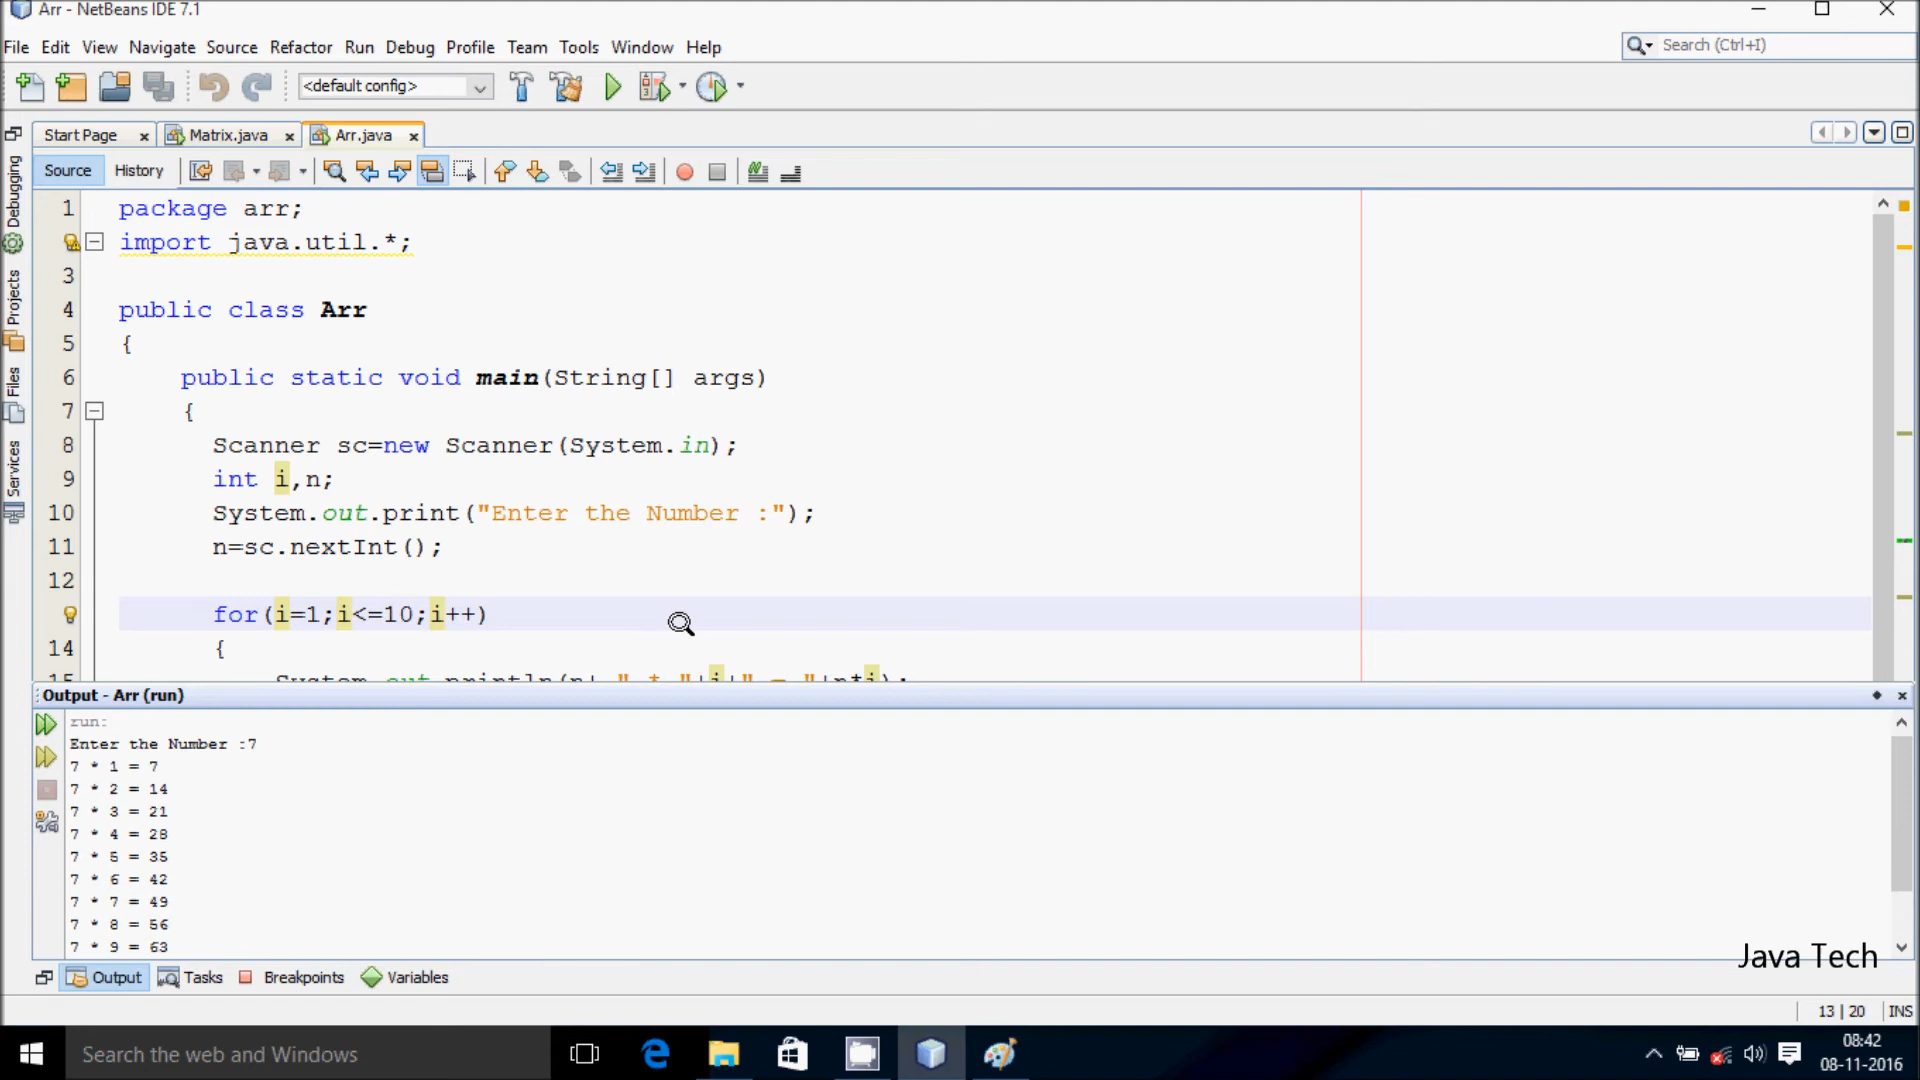 Arr - NetBeans IDE 7.1
File Edit View Navigate Source Refactor Run Debug Profile Team Tools Window Help
Search (Ctrl+I)
<default config>
Start Page Matrix.java Arr.java
Source History
Debugging
Projects
Files
Services
1 package arr;
import java.util.*;
3
4 public class Arr
5 {
6 public static void main(String[] args)
7 {
8 Scanner sc=new Scanner(System.in);
9 int i,n;
10 System.out.print("Enter the Number :");
11 n=sc.nextInt();
12
for(i=1;i<=10;i++)
14 {
15 System.out.println(n+" * "+i+" = "+n*i);
Output - Arr (run)
run:
Enter the Number :7
7 * 1 = 7
7 * 2 = 14
7 * 3 = 21
7 * 4 = 28
7 * 5 = 35
7 * 6 = 42
7 * 7 = 49
7 * 8 = 56
7 * 9 = 63
Java Tech
Output Tasks Breakpoints Variables
13 | 20 INS
Search the web and Windows
08:42
08-11-2016